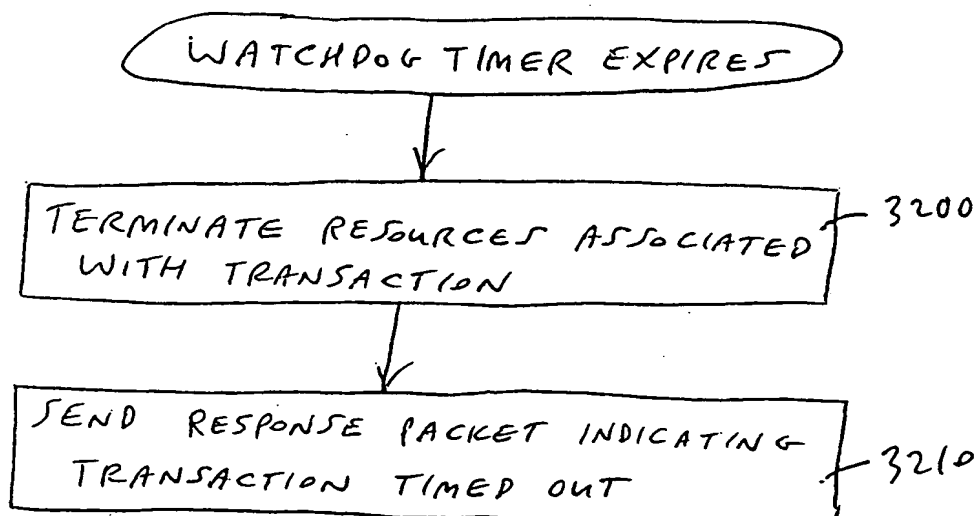 WATCHDOG TIMER EXPIRES
TERMINATE RESOURCES ASSOCIATED
WITH TRANSACTION
3200
SEND RESPONSE PACKET INDICATING
TRANSACTION TIMED OUT
3210